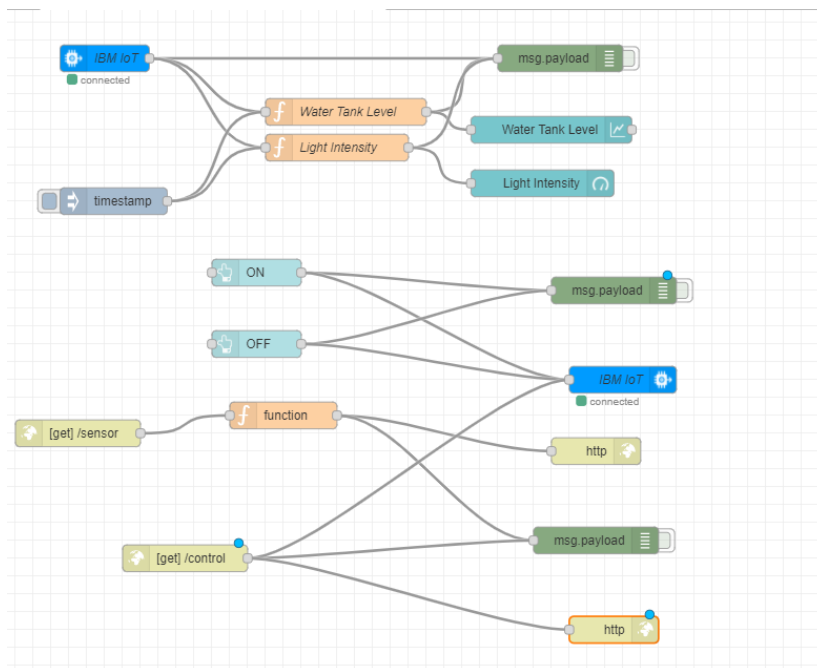 IBM IoT
connected
msg.payload
Water Tank Level
Water Tank Level
Light Intensity
Light Intensity
timestamp
ON
msg.payload
OFF
IBM IoT
connected
[get] /sensor
function
http
msg.payload
[get] /control
http